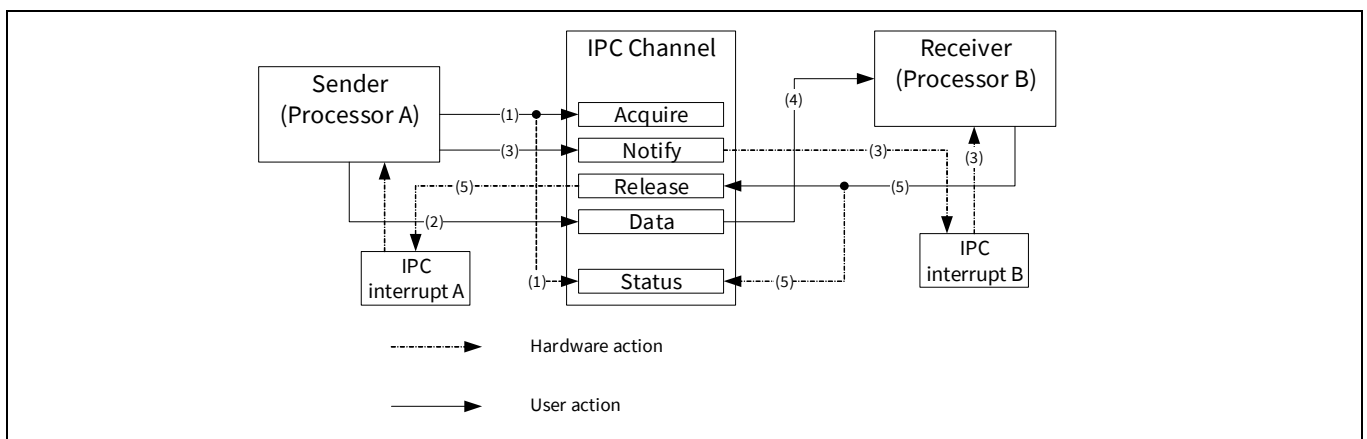 IPC Channel
Receiver
(Processor B)
Sender
(Processor A)
(4)
(1)
Acquire
(3)
Notify
(3)
(3)
(5)
Release
(5)
(2)
Data
IPC
interrupt A
IPC
interrupt B
(1)
Status
(5)
Hardware action
User action